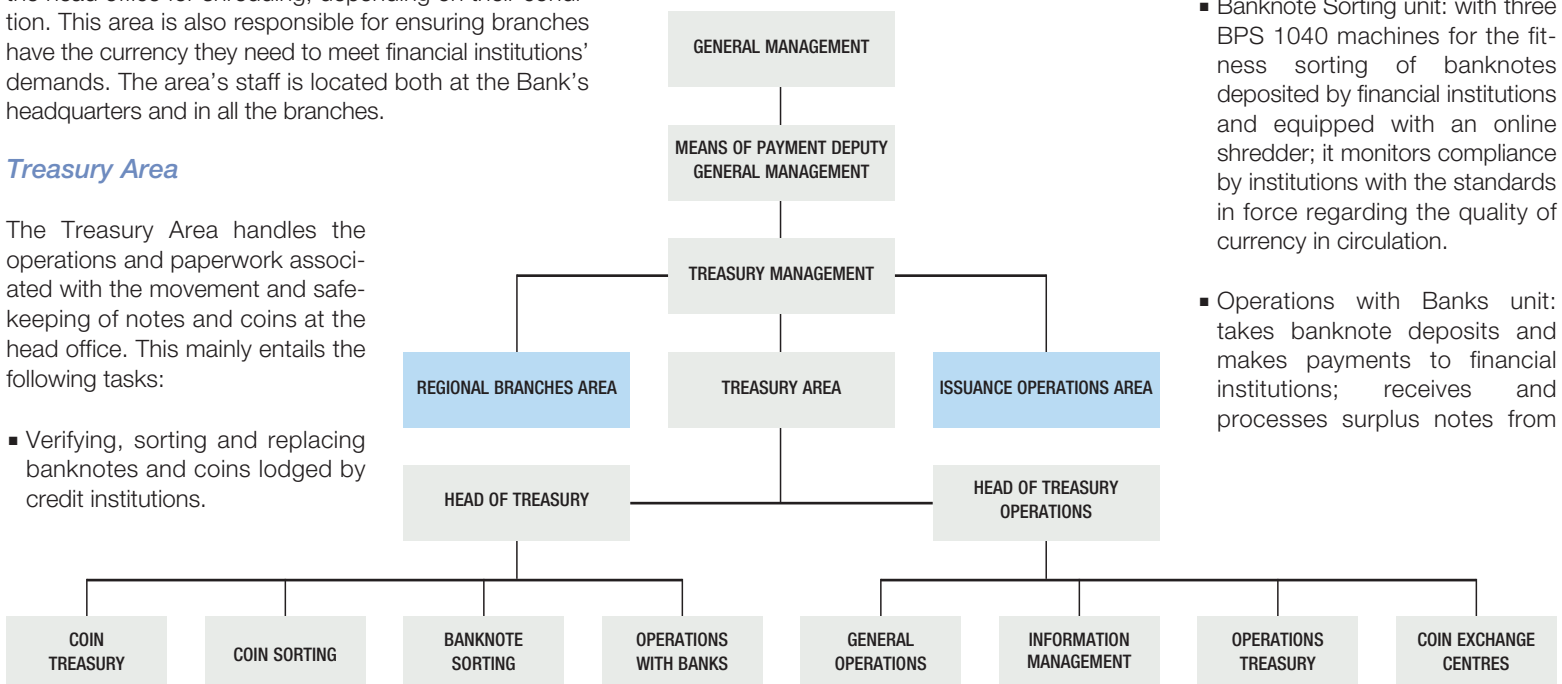 the head office for shredding, depending on their condi-
tion. This area is also responsible for ensuring branches
have the currency they need to meet financial institutions'
demands. The area's staff is located both at the Bank's
headquarters and in all the branches.
Treasury Area
The Treasury Area handles the
operations and paperwork associ-
ated with the movement and safe-
keeping of notes and coins at the
head office. This mainly entails the
following tasks:
■ Verifying, sorting and replacing
banknotes and coins lodged by
credit institutions.
GENERAL MANAGEMENT
MEANS OF PAYMENT DEPUTY
GENERAL MANAGEMENT
TREASURY MANAGEMENT
REGIONAL BRANCHES AREA
TREASURY AREA
ISSUANCE OPERATIONS AREA
HEAD OF TREASURY
HEAD OF TREASURY
OPERATIONS
COIN
TREASURY
COIN SORTING
BANKNOTE
SORTING
OPERATIONS
WITH BANKS
GENERAL
OPERATIONS
INFORMATION
MANAGEMENT
OPERATIONS
TREASURY
COIN EXCHANGE
CENTRES
■ Banknote Sorting unit: with three
BPS 1040 machines for the fit-
ness sorting of banknotes
deposited by financial institutions
and equipped with an online
shredder; it monitors compliance
by institutions with the standards
in force regarding the quality of
currency in circulation.
■ Operations with Banks unit:
takes banknote deposits and
makes payments to financial
institutions; receives and
processes surplus notes from